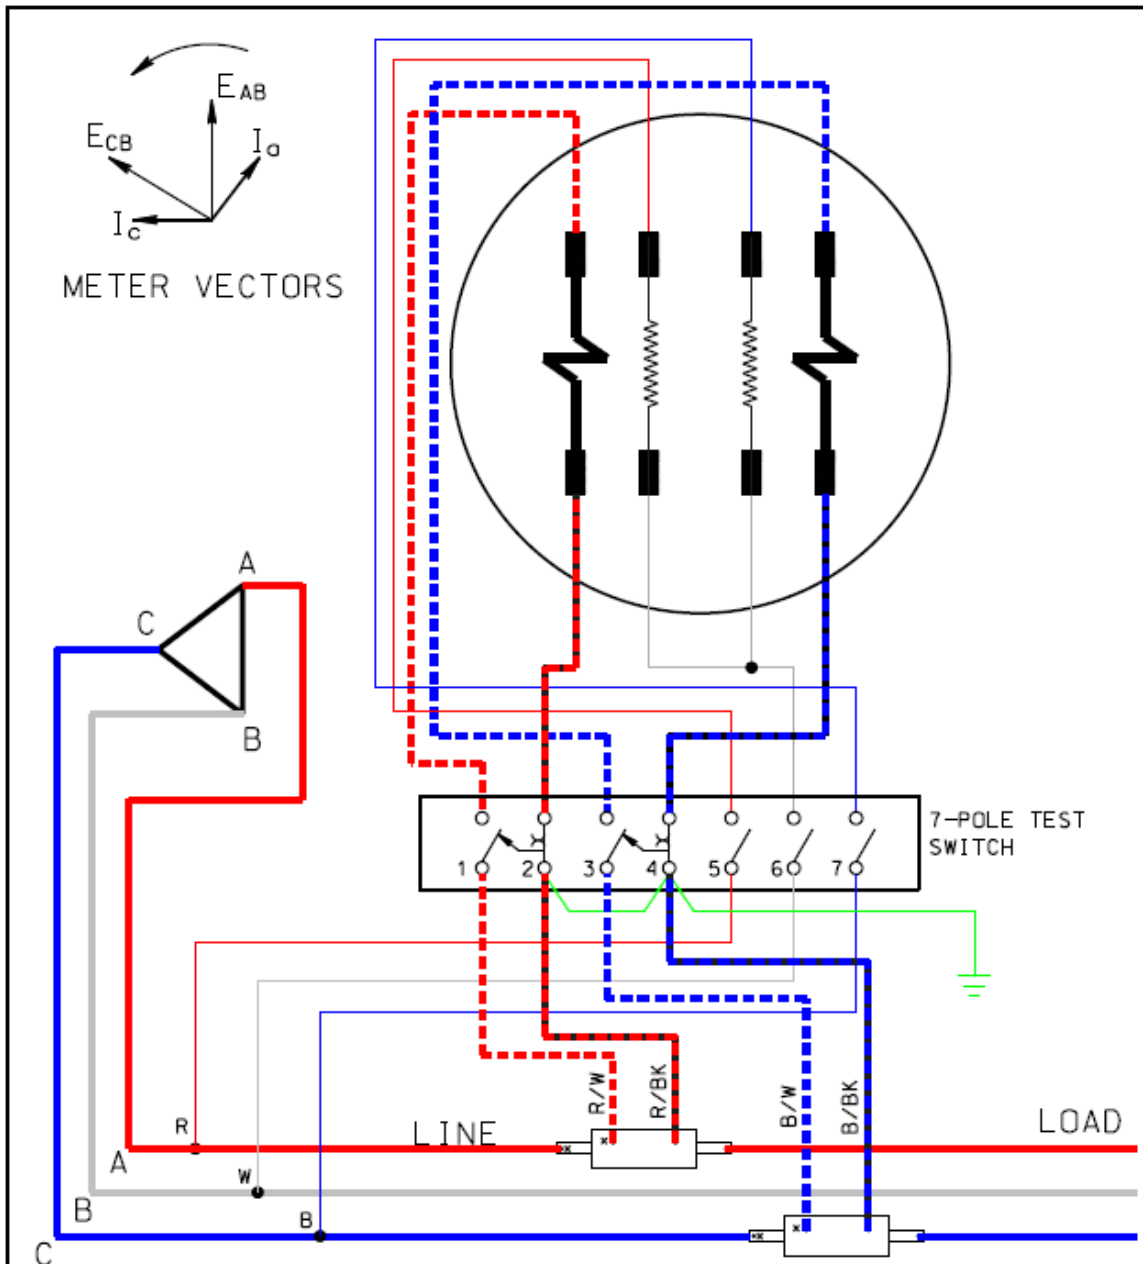 EAB
ECB
Ia
Ic
METER VECTORS
A
C
B
7-POLE TEST
SWITCH
1
2
3
4
5
6
7
R/W
R/BK
B/W
B/BK
R
LINE
LOAD
A
W
B
B
C